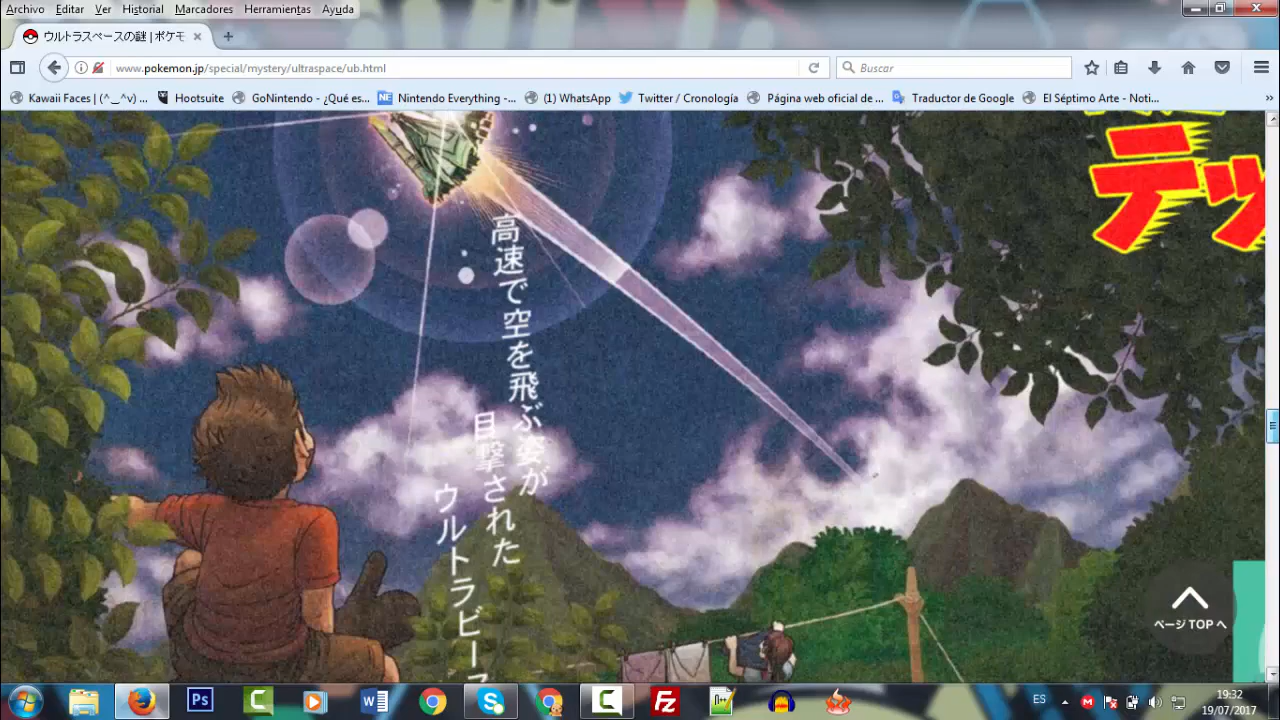 Archivo Editar Ver Historial Marcadores Herramientas Ayuda
ウルトラスペースの謎 | ポケモ
www.pokemon.jp/special/mystery/ultraspace/ub.html
Buscar
Kawaii Faces | (^‿^v) ... Hootsuite GoNintendo - ¿Qué es... NE Nintendo Everything -... (1) WhatsApp Twitter / Cronología Página web oficial de ... Traductor de Google El Séptimo Arte - Noti...
デッ
高速で空を飛ぶ姿が
目撃された
ウルトラビー
ページTOPへ
Ps
ES
19:32
19/07/2017